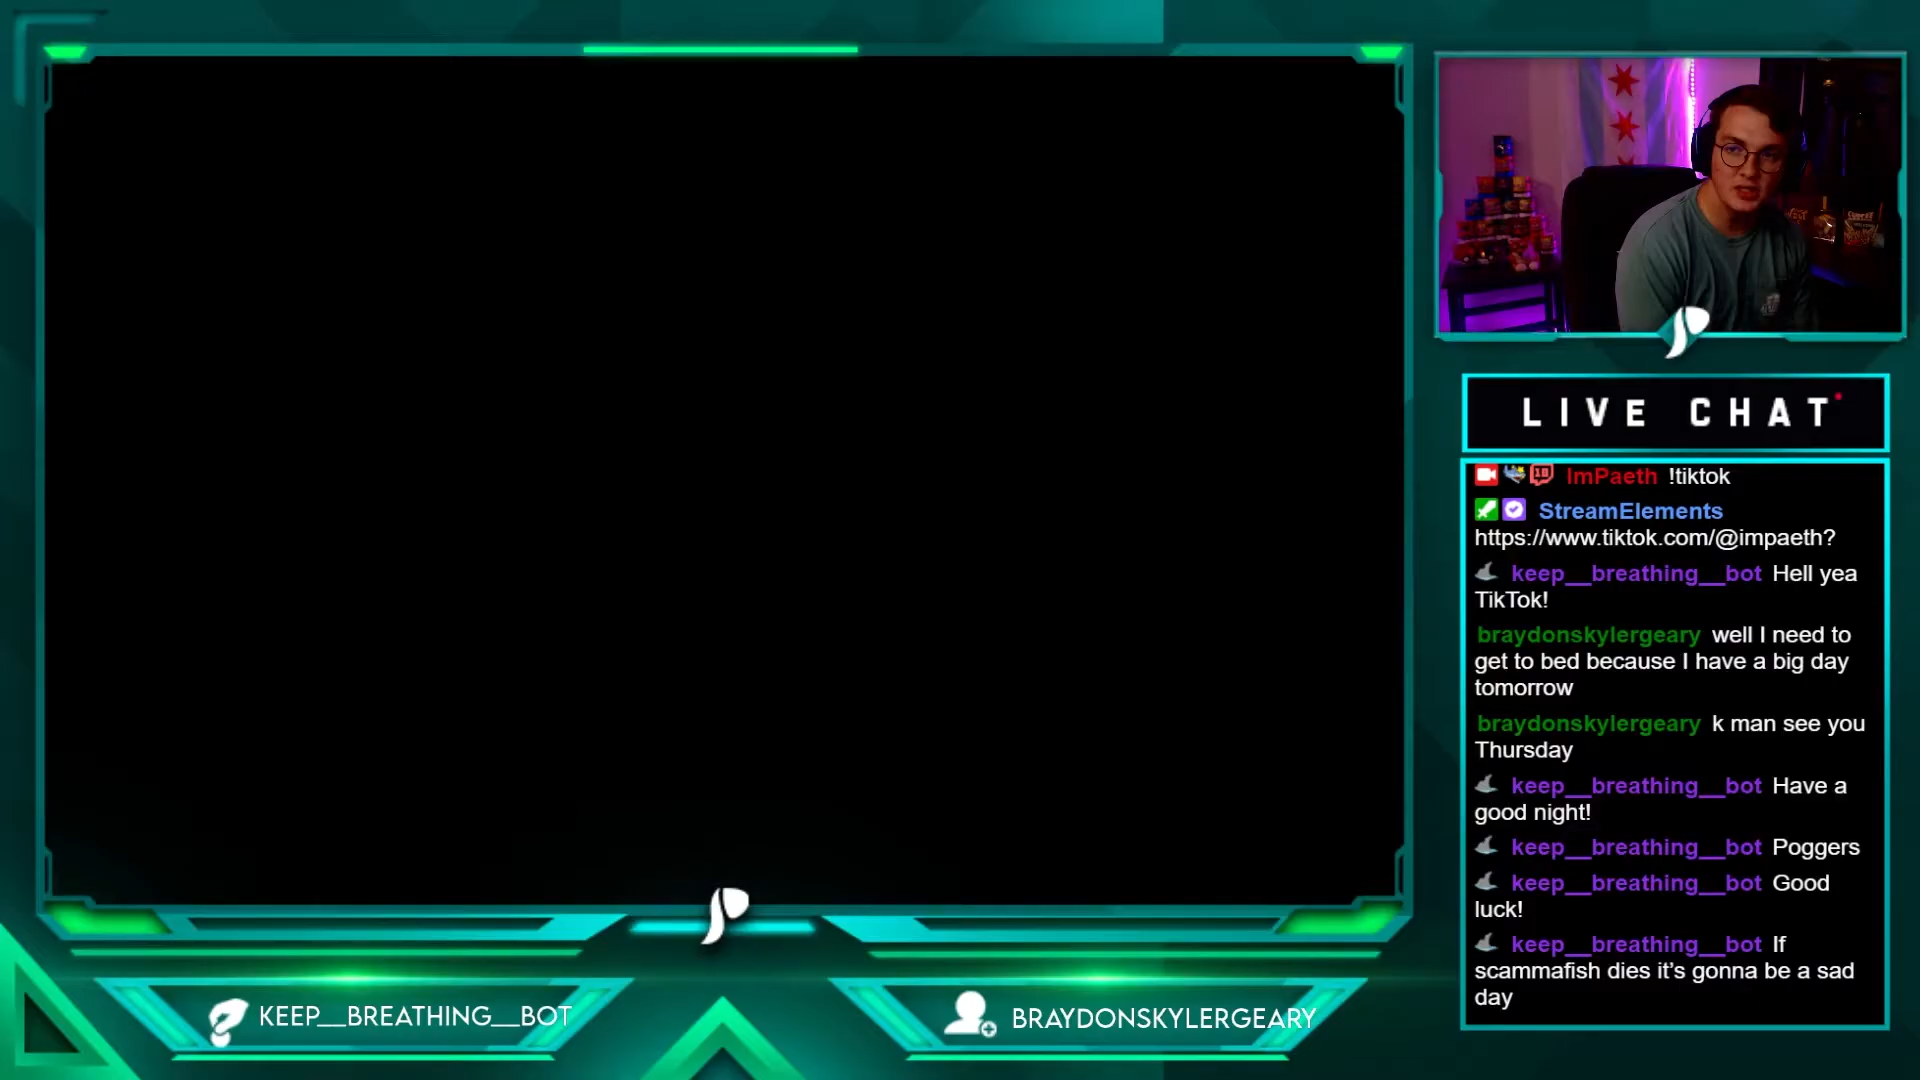 LIVE CHAT
ImPaeth !tiktok
StreamElements
https://www.tiktok.com/@impaeth?
keep__breathing__bot Hell yea
TikTok!
braydonskylergeary well I need to
get to bed because I have a big day
tomorrow
braydonskylergeary k man see you
Thursday
keep__breathing__bot Have a
good night!
keep__breathing__bot Poggers
keep__breathing__bot Good
luck!
keep__breathing__bot If
scammafish dies it's gonna be a sad
day
KEEP__BREATHING__BOT
BRAYDONSKYLERGEARY